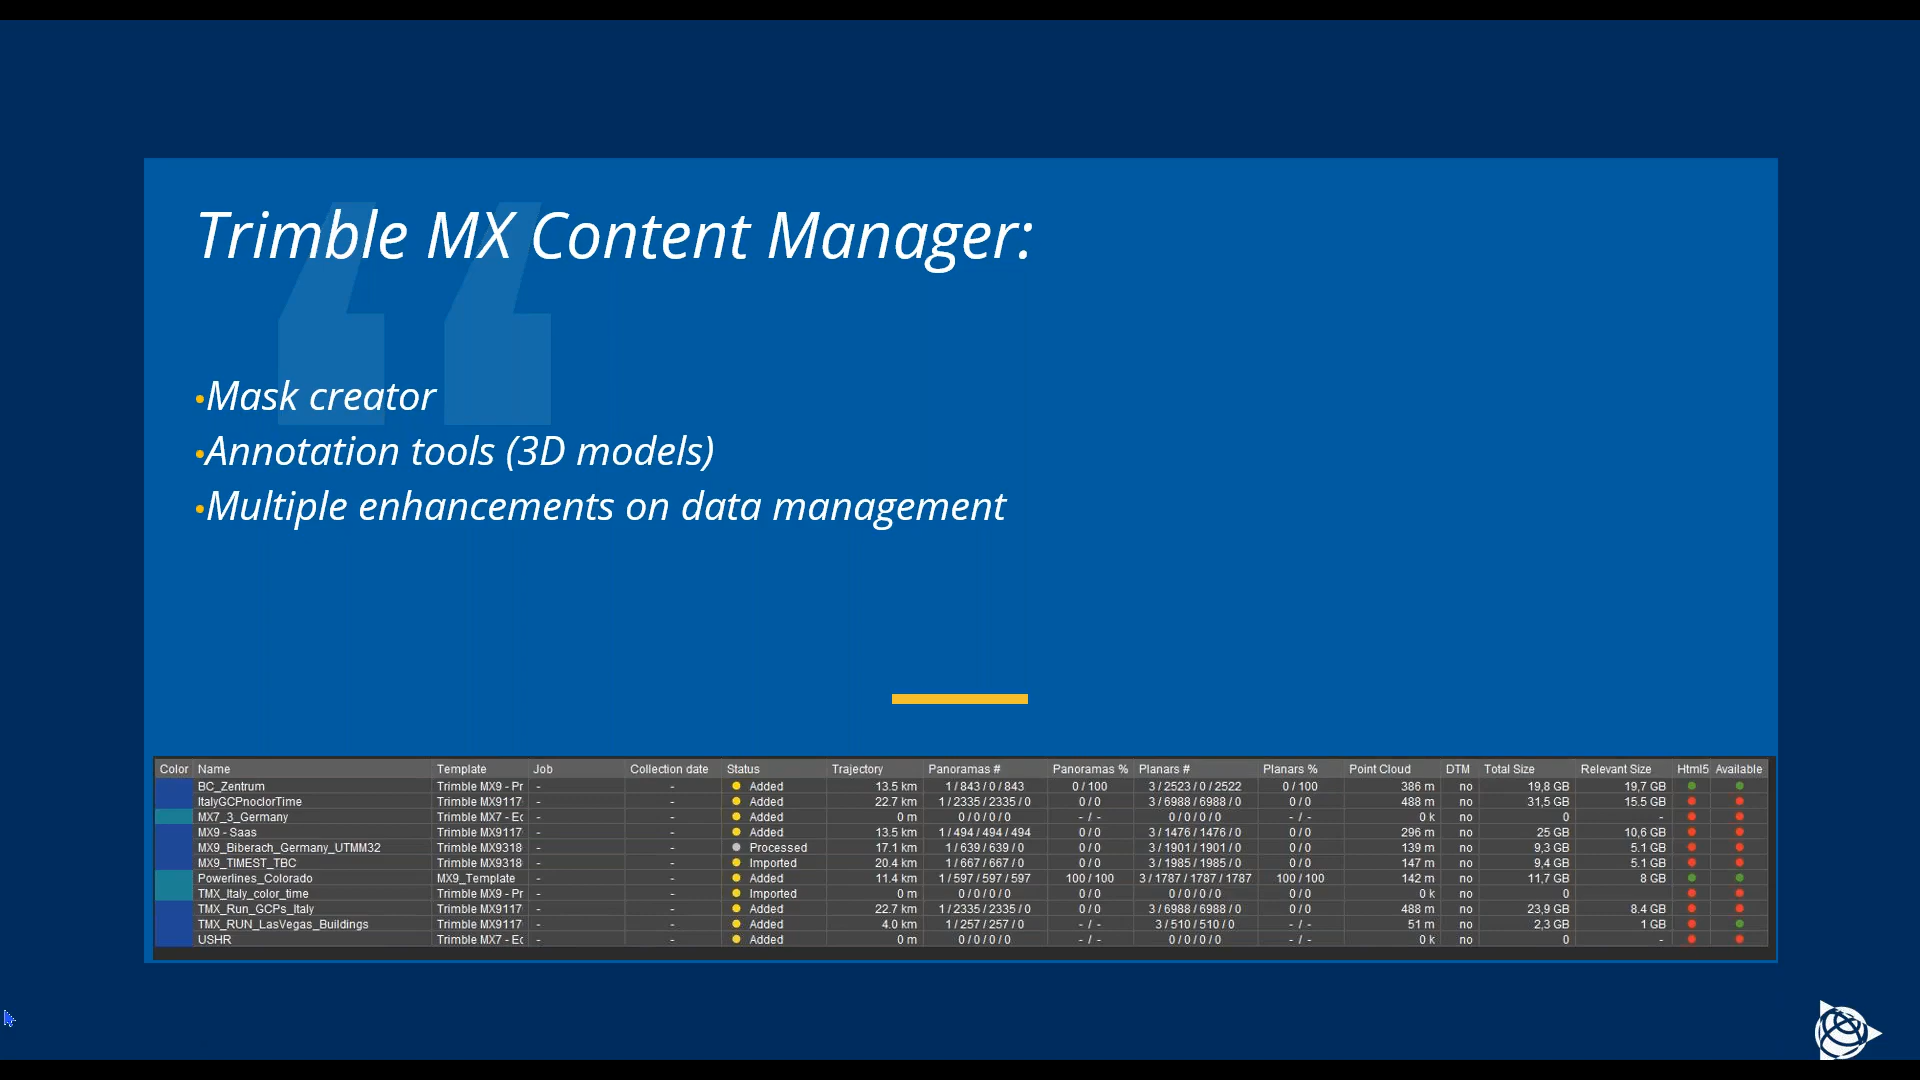 Trimble MX Content Manager:
•Mask creator
•Annotation tools (3D models)
•Multiple enhancements on data management
Color Name Template Job Collection date Status Trajectory Panoramas # Panoramas % Planars # Planars % Point Cloud DTM Total Size Relevant Size Html5 Available
BC_Zentrum Trimble MX9 - Pr - - Added 13.5 km 1 / 843 / 0 / 843 0 / 100 3 / 2523 / 0 / 2522 0 / 100 386 m no 19,8 GB 19,7 GB
ItalyGCPnoclorTime Trimble MX9117 - - Added 22.7 km 1 / 2335 / 2335 / 0 0 / 0 3 / 6988 / 6988 / 0 0 / 0 488 m no 31,5 GB 15.5 GB
MX7_3_Germany Trimble MX7 - Ec - - Added 0 m 0 / 0 / 0 / 0 - / - 0 / 0 / 0 / 0 - / - 0 k no 0 -
MX9 - Saas Trimble MX9117 - - Added 13.5 km 1 / 494 / 494 / 494 0 / 0 3 / 1476 / 1476 / 0 0 / 0 296 m no 25 GB 10,6 GB
MX9_Biberach_Germany_UTMM32 Trimble MX9318 - - Processed 17.1 km 1 / 639 / 639 / 0 0 / 0 3 / 1901 / 1901 / 0 0 / 0 139 m no 9,3 GB 5.1 GB
MX9_TIMEST_TBC Trimble MX9318 - - Imported 20.4 km 1 / 667 / 667 / 0 0 / 0 3 / 1985 / 1985 / 0 0 / 0 147 m no 9,4 GB 5.1 GB
Powerlines_Colorado MX9_Template - - Added 11.4 km 1 / 597 / 597 / 597 100 / 100 3 / 1787 / 1787 / 1787 100 / 100 142 m no 11,7 GB 8 GB
TMX_Italy_color_time Trimble MX9 - Pr - - Imported 0 m 0 / 0 / 0 / 0 0 / 0 0 / 0 / 0 / 0 0 / 0 0 k no 0
TMX_Run_GCPs_Italy Trimble MX9117 - - Added 22.7 km 1 / 2335 / 2335 / 0 0 / 0 3 / 6988 / 6988 / 0 0 / 0 488 m no 23,9 GB 8.4 GB
TMX_RUN_LasVegas_Buildings Trimble MX9117 - - Added 4.0 km 1 / 257 / 257 / 0 - / - 3 / 510 / 510 / 0 - / - 51 m no 2,3 GB 1 GB
USHR Trimble MX7 - Ec - - Added 0 m 0 / 0 / 0 / 0 - / - 0 / 0 / 0 / 0 - / - 0 k no 0 -